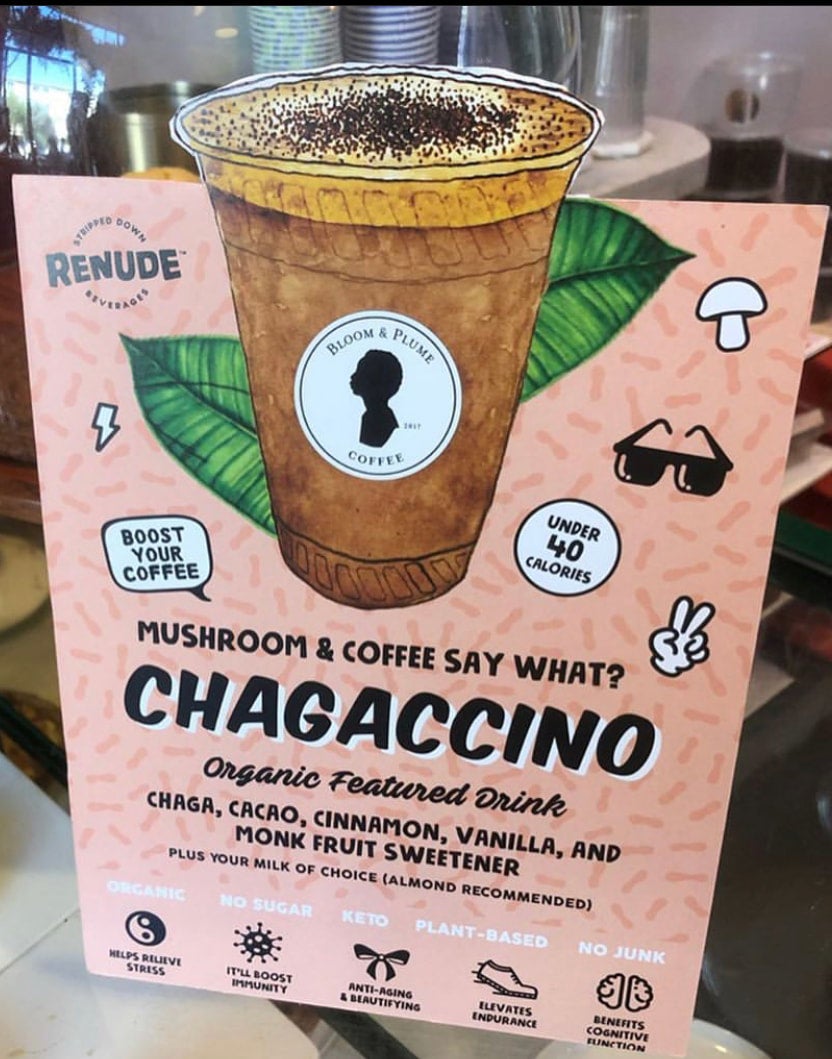 STRIPPED DOWN
RENUDE™
BEVERAGES
BLOOM & PLUME
2017
COFFEE
BOOST
YOUR
COFFEE
UNDER
40
CALORIES
MUSHROOM & COFFEE SAY WHAT?
CHAGACCINO
Organic Featured Drink
CHAGA, CACAO, CINNAMON, VANILLA, AND
MONK FRUIT SWEETENER
PLUS YOUR MILK OF CHOICE (ALMOND RECOMMENDED)
ORGANIC NO SUGAR KETO PLANT-BASED NO JUNK
HELPS RELIEVE
STRESS
IT'LL BOOST
IMMUNITY
ANTI-AGING
& BEAUTIFYING
ELEVATES
ENDURANCE
BENEFITS
COGNITIVE
FUNCTION